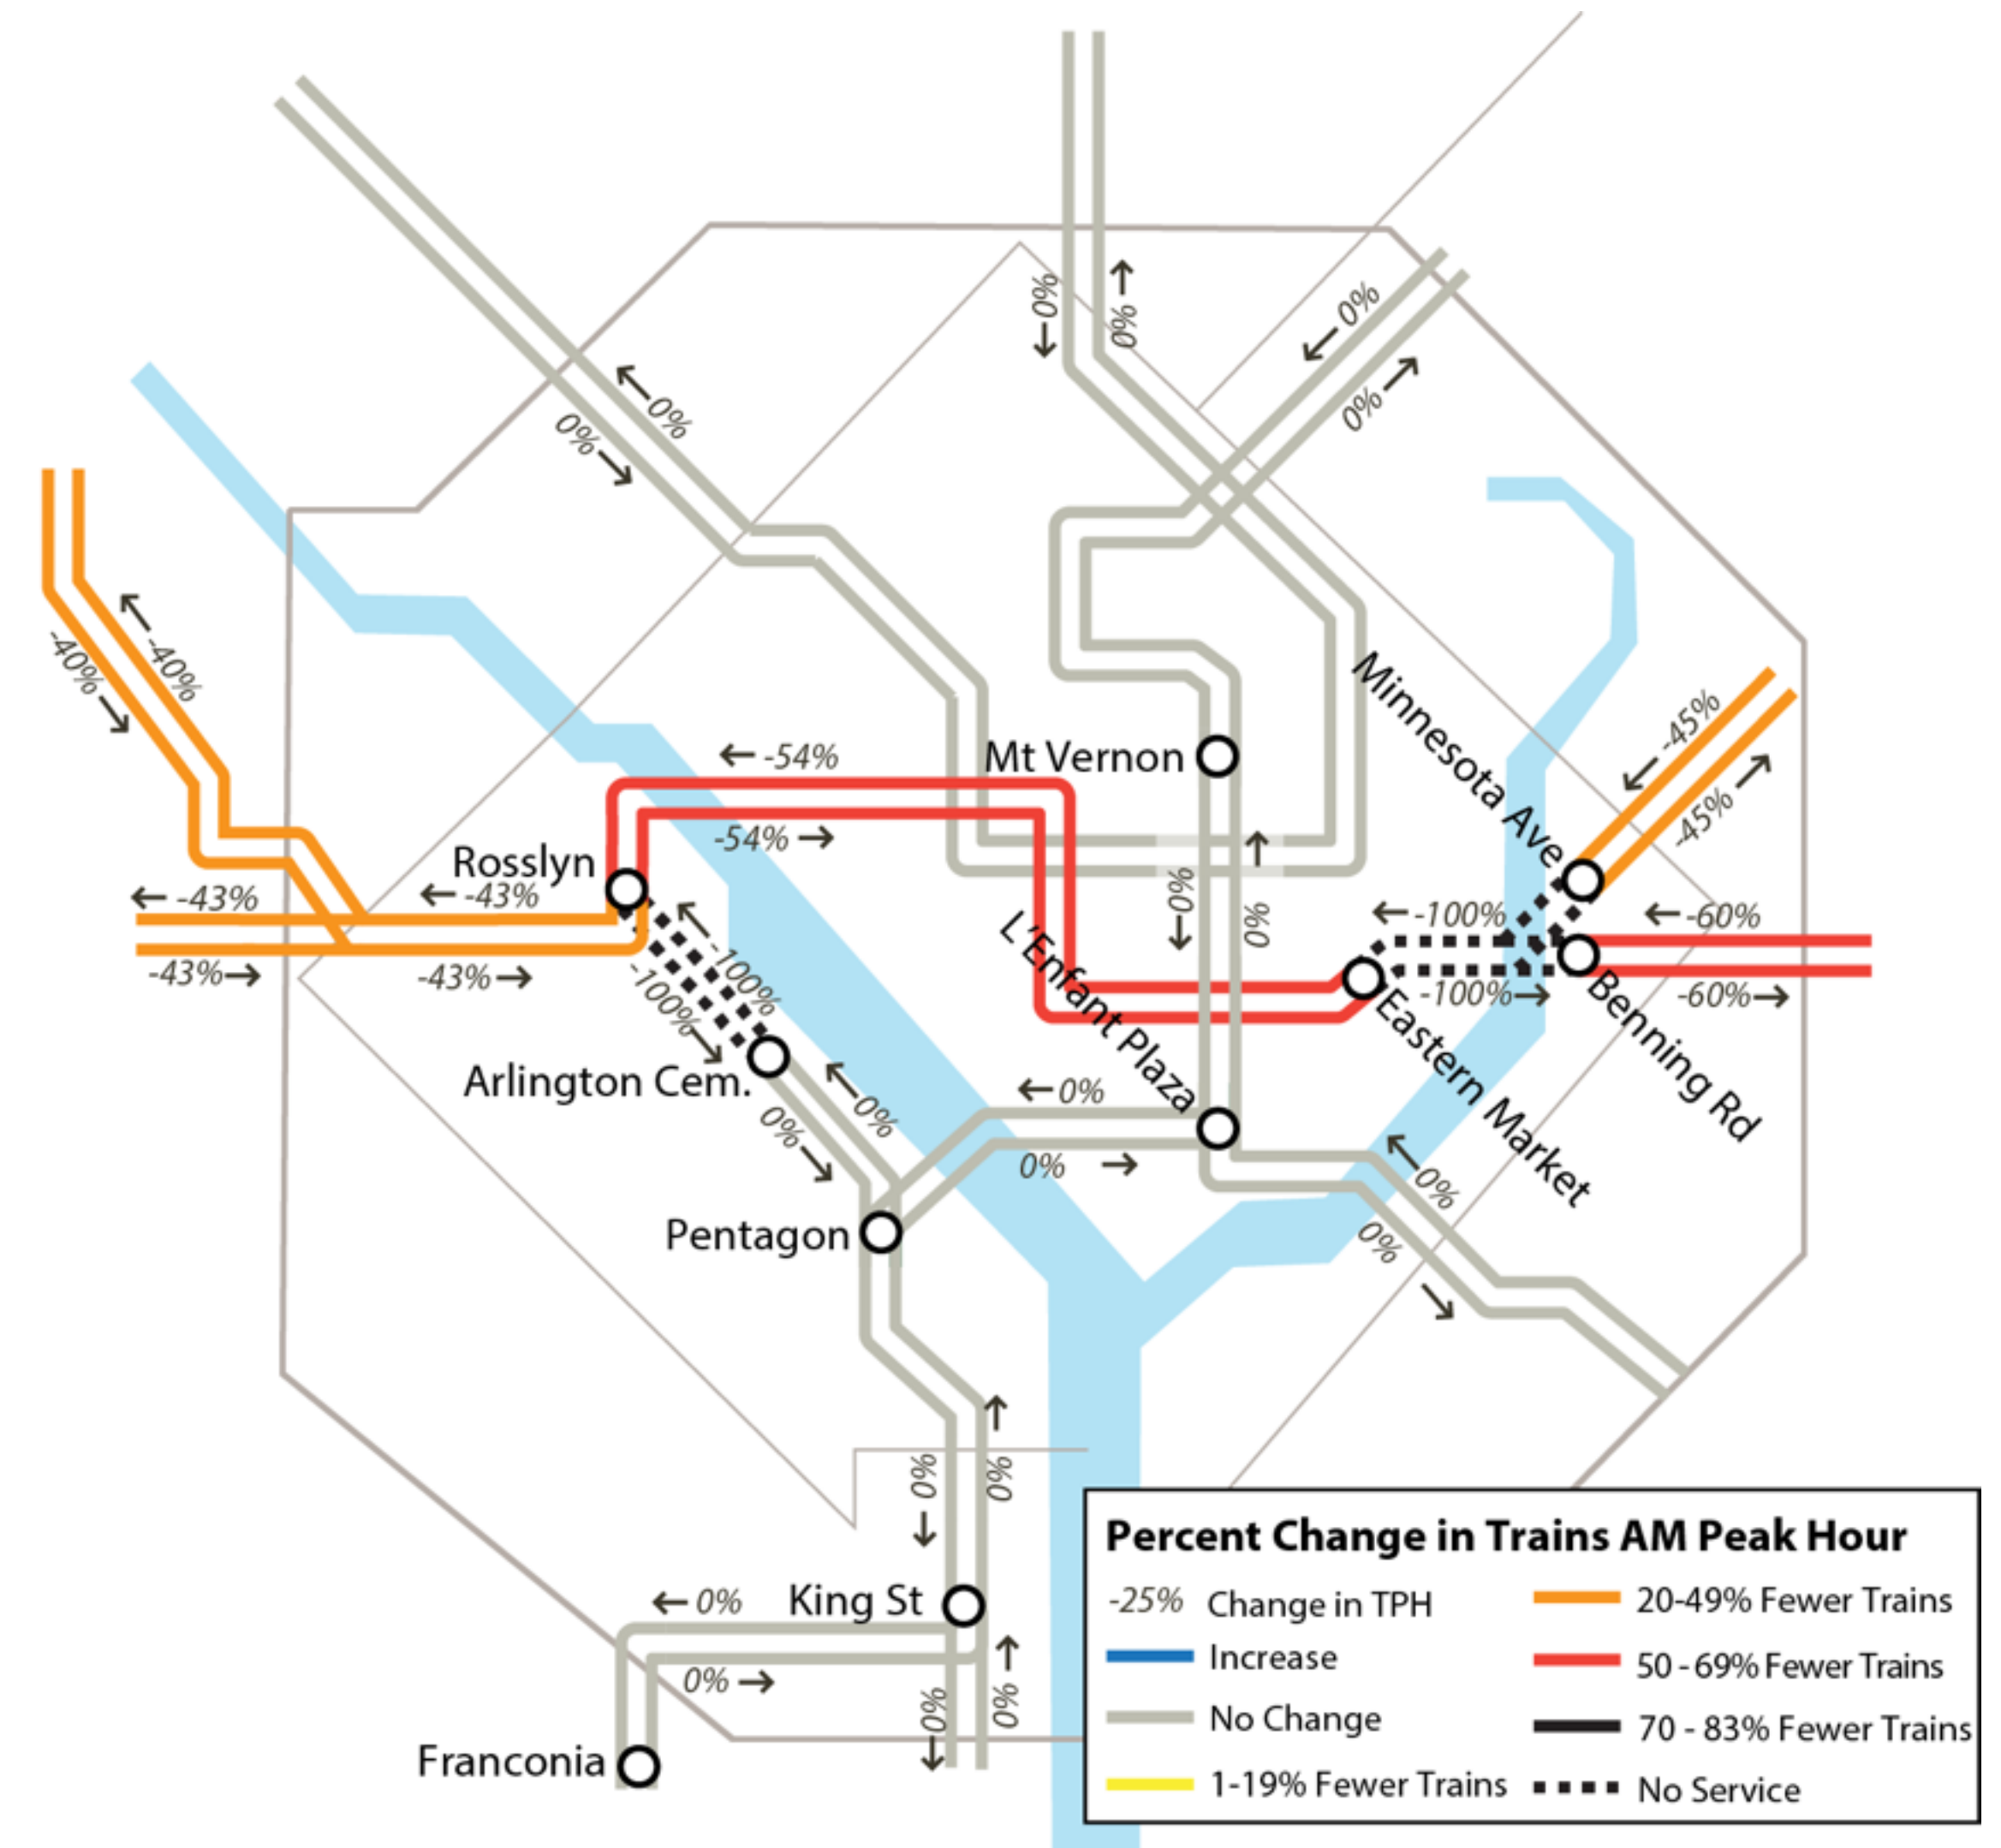 ↓0%
↑ 0%
↙ 0%
0% ↗
↖ 0%
0% ↘
↖ -40%
-40% ↘
Minnesota Ave
-45% ↙
-45% ↗
← -54%
Mt Vernon
-54% →
Rosslyn
← -43%
← -43%
-43% →
-43% →
↓0%
0% ↑
L'Enfant Plaza
← -100%
← -60%
-100% →
-60% →
↖ -100%
-100% ↘
Eastern Market
Benning Rd
Arlington Cem.
↖ 0%
0% ↘
← 0%
0% →
↖ 0%
0% ↘
Pentagon
0% ↓
0% ↑
King St
← 0%
0% →
↓0%
0% ↑
Franconia
Percent Change in Trains AM Peak Hour
-25% Change in TPH
Increase
No Change
1-19% Fewer Trains
20-49% Fewer Trains
50 - 69% Fewer Trains
70 - 83% Fewer Trains
No Service